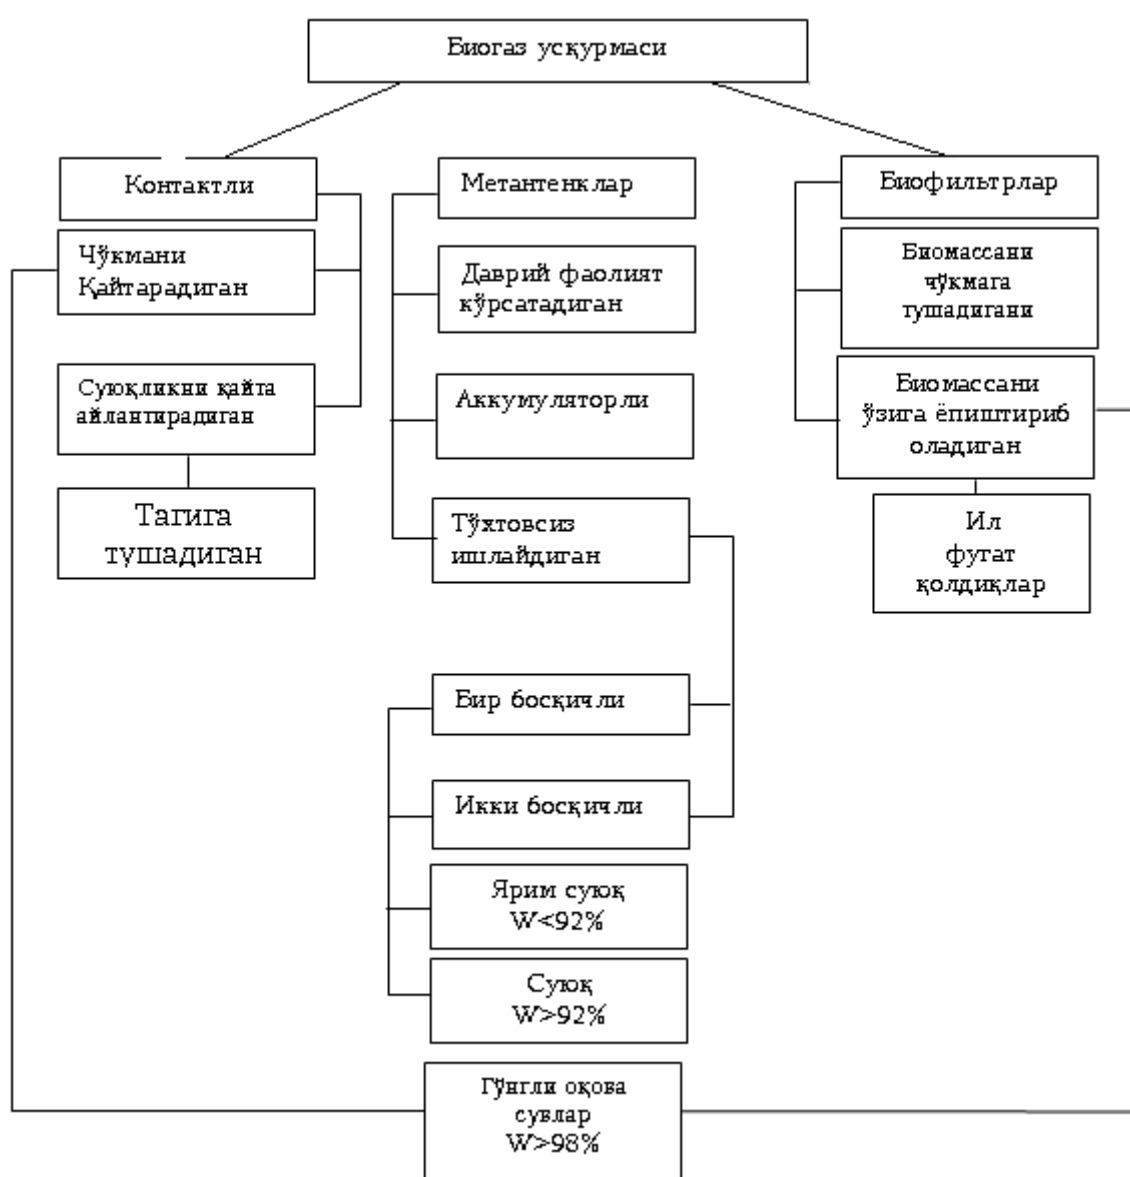 Биогаз усқурмаси
Контактли
Чўкмани
Қайтарадиган
Суюқликни қайта
айлантирадиган
Тагига
тушадиган
Метантенклар
Даврий фаолият
кўрсатадиган
Аккумуляторли
Тўхтовсиз
ишлайдиган
Бир босқичли
Икки босқичли
Ярим суюқ
W<92%
Суюқ
W>92%
Гўнгли оқова
сувлар
W>98%
Биофильтрлар
Биомассани
чўкмага
тушадигани
Биомассани
ўзига ёпиштириб
оладиган
Ил
фугат
қолдиқлар